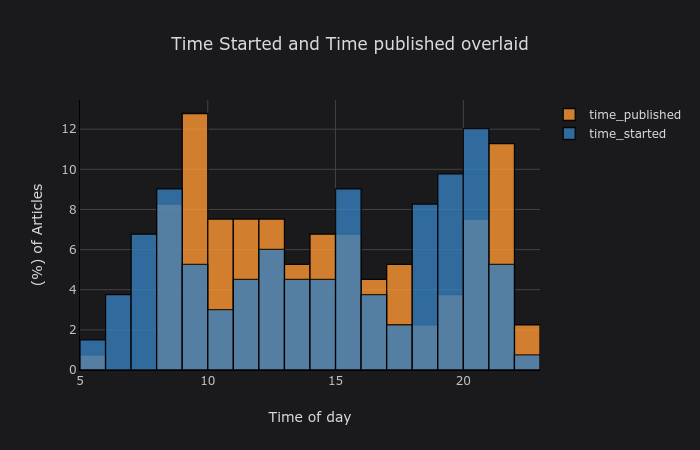 Time Started and Time published overlaid
time_published
time_started
12
10
8
6
4
2
0
(%) of Articles
5
10
15
20
Time of day